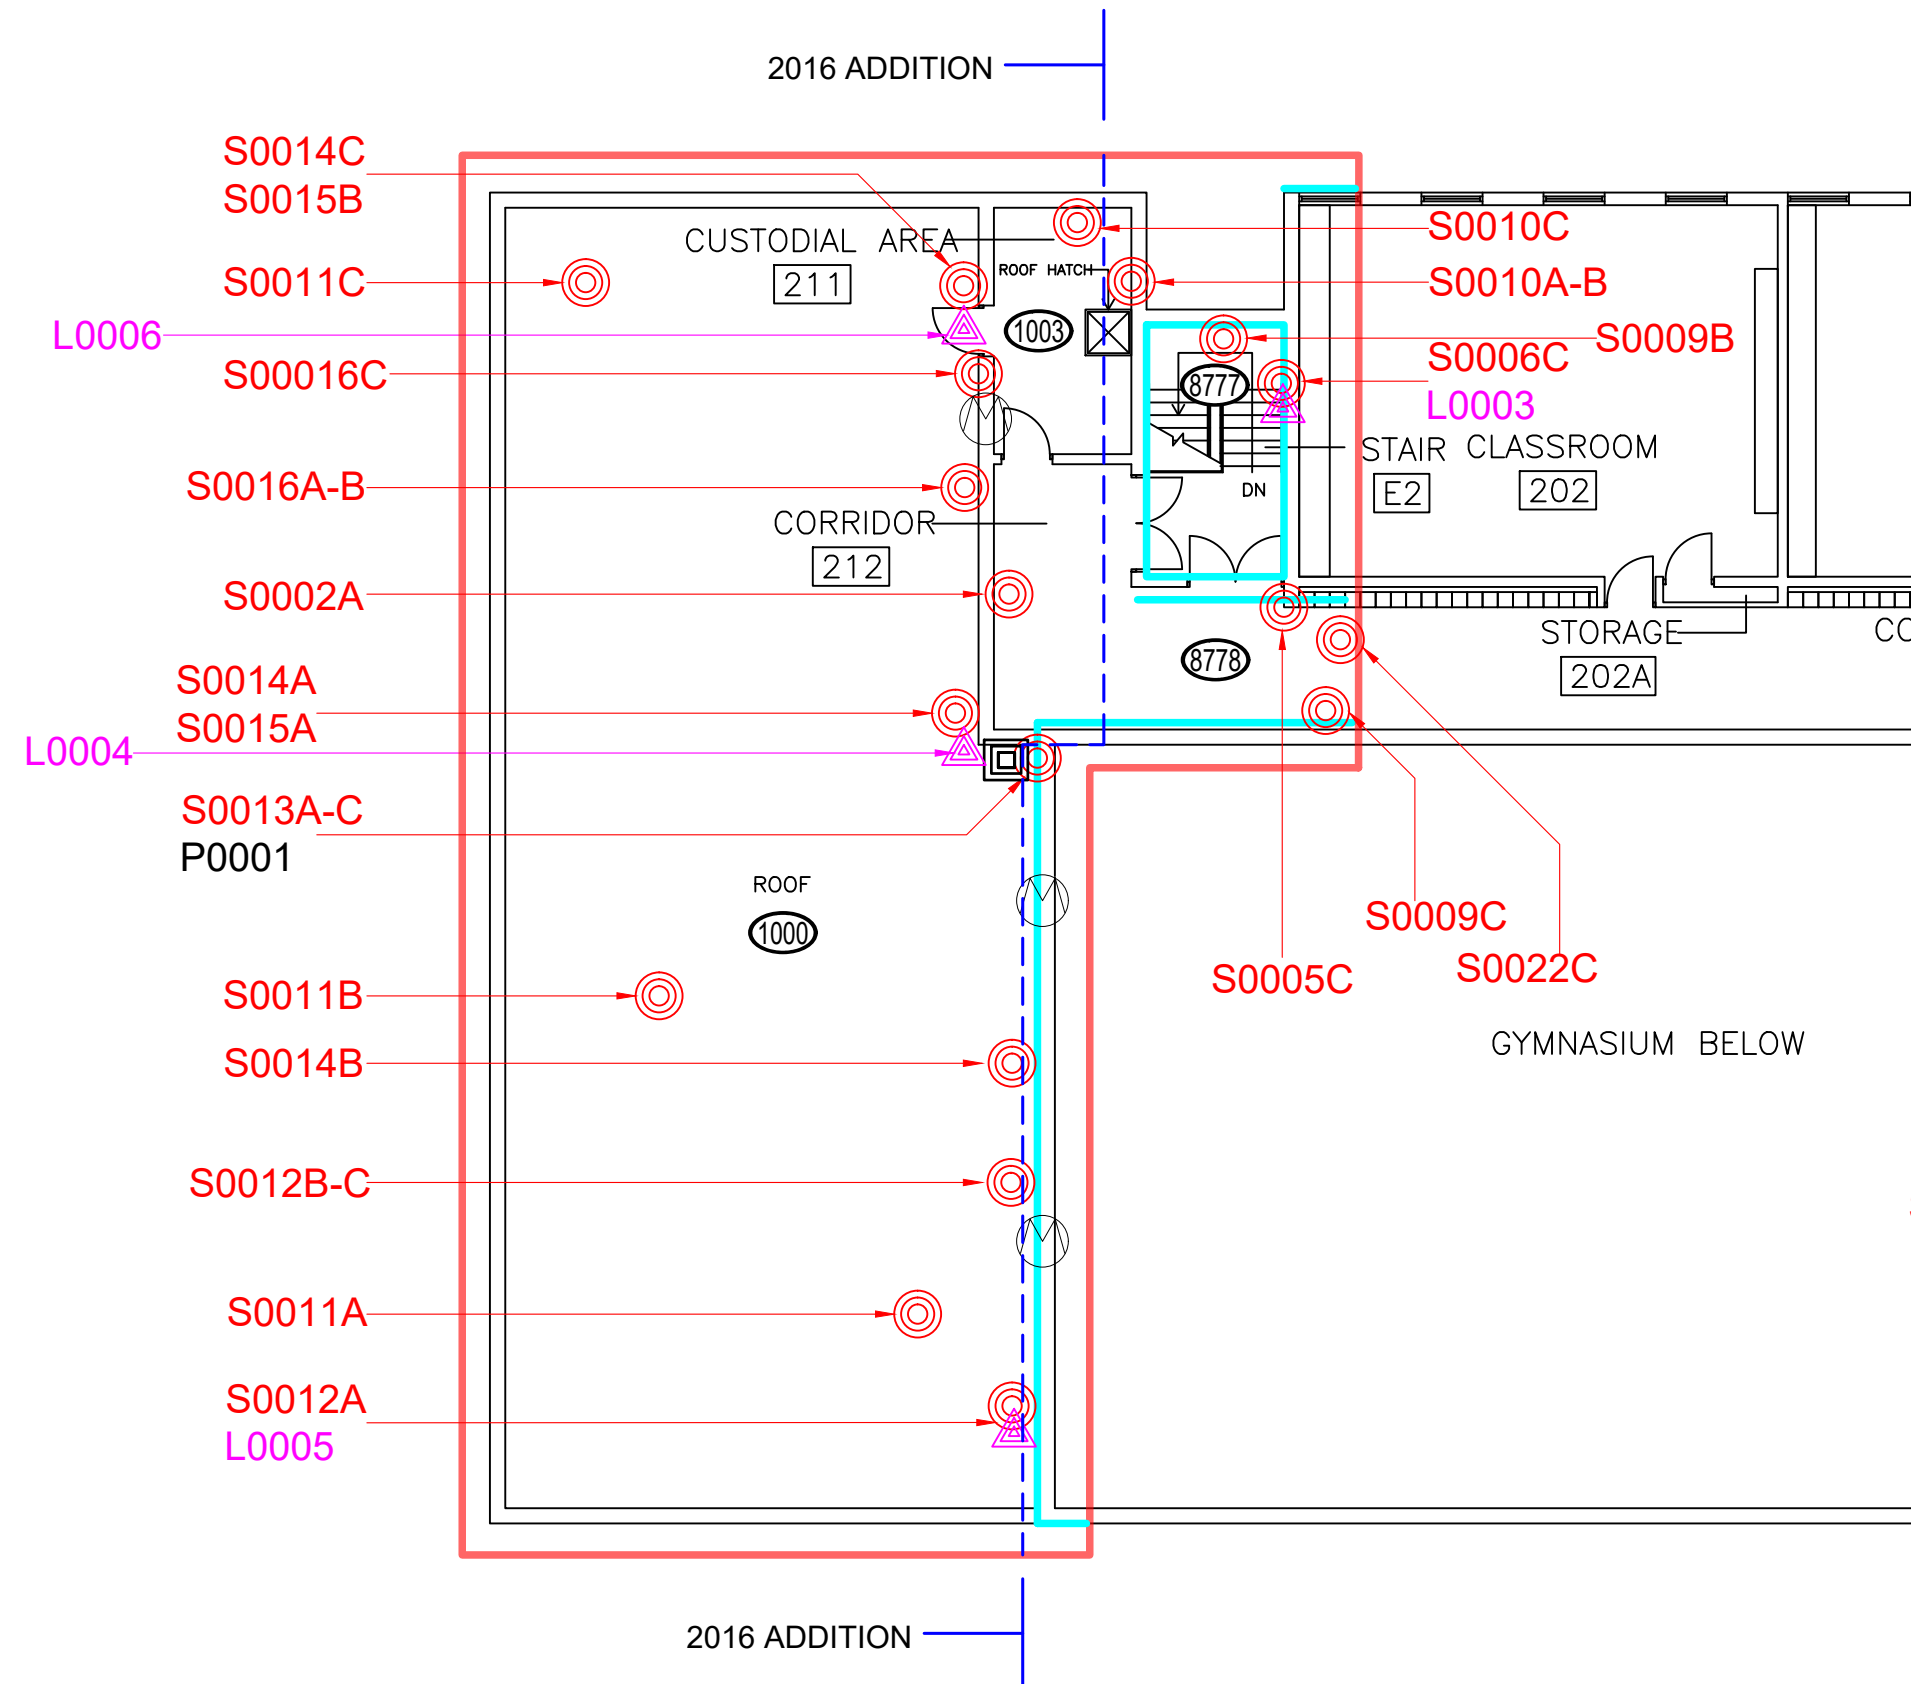 2016 ADDITION
S0014C
S0015B
S0010C
CUSTODIAL AREA
211
ROOF HATCH
S0011C
S0010A-B
L0006
1003
S0009B
S0006C
S00016C
8777
L0003
STAIR
E2
CLASSROOM
202
S0016A-B
DN
CORRIDOR
212
S0002A
STORAGE
202A
CO
8778
S0014A
S0015A
L0004
S0013A-C
P0001
ROOF
1000
S0009C
S0022C
S0005C
S0011B
GYMNASIUM BELOW
S0014B
S0012B-C
S0011A
S0012A
L0005
2016 ADDITION